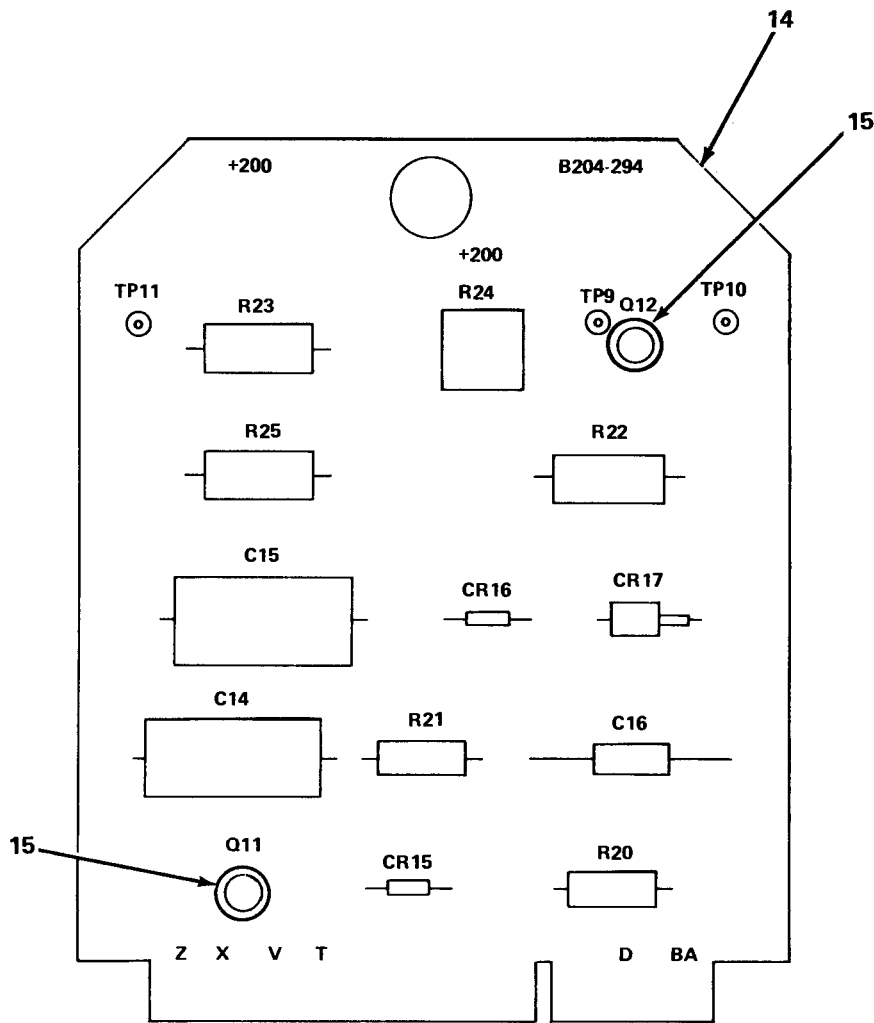 14
15
+200 B204-294
+200
TP11 R23 R24 TP9 Q12 TP10
R25 R22
C15 CR16 CR17
C14 R21 C16
15 Q11 CR15 R20
Z X V T D BA